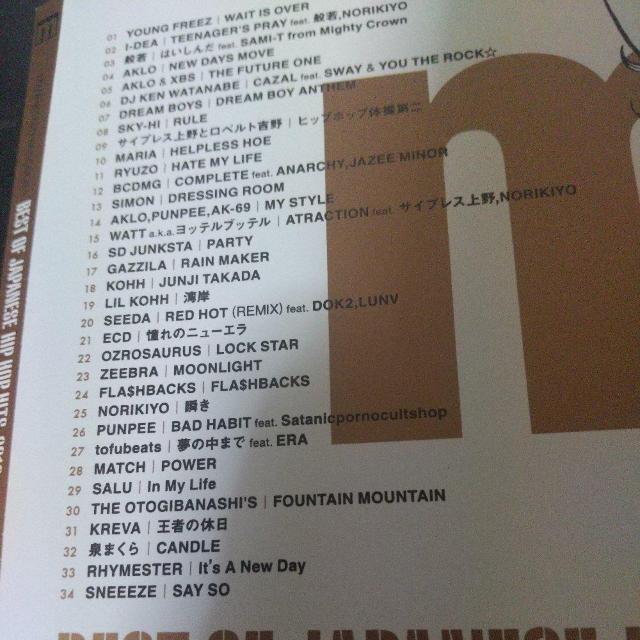 01 YOUNG FREEZ | WAIT IS OVER
02 I-DEA | TEENAGER'S PRAY feat. 般若,NORIKIYO
03 般若 | はいしんだ feat. SAMI-T from Mighty Crown
04 AKLO | NEW DAYS MOVE
05 AKLO & XBS | THE FUTURE ONE
06 DJ KEN WATANABE | CAZAL feat. SWAY & YOU THE ROCK☆
07 DREAM BOYS | DREAM BOY ANTHEM
08 SKY-HI | RULE
09 サイプレス上野とロベルト吉野 | ヒップホップ体操第二
10 MARIA | HELPLESS HOE
11 RYUZO | HATE MY LIFE
12 BCDMG | COMPLETE feat. ANARCHY,JAZEE MINOR
13 SIMON | DRESSING ROOM
14 AKLO,PUNPEE,AK-69 | MY STYLE
15 WATT a.k.a.ヨッテルブッテル | ATRACTION feat. サイプレス上野,NORIKIYO
16 SD JUNKSTA | PARTY
17 GAZZILA | RAIN MAKER
18 KOHH | JUNJI TAKADA
19 LIL KOHH | 湾岸
20 SEEDA | RED HOT (REMIX) feat. DOK2,LUNV
21 ECD | 憧れのニューエラ
22 OZROSAURUS | LOCK STAR
23 ZEEBRA | MOONLIGHT
24 FLA$HBACKS | FLA$HBACKS
25 NORIKIYO | 瞬き
26 PUNPEE | BAD HABIT feat. Satanicpornocultshop
27 tofubeats | 夢の中まで feat. ERA
28 MATCH | POWER
29 SALU | In My Life
30 THE OTOGIBANASHI'S | FOUNTAIN MOUNTAIN
31 KREVA | 王者の休日
32 泉まくら | CANDLE
33 RHYMESTER | It's A New Day
34 SNEEEZE | SAY SO
BEST OF JAPANESE HIP HOP HITS